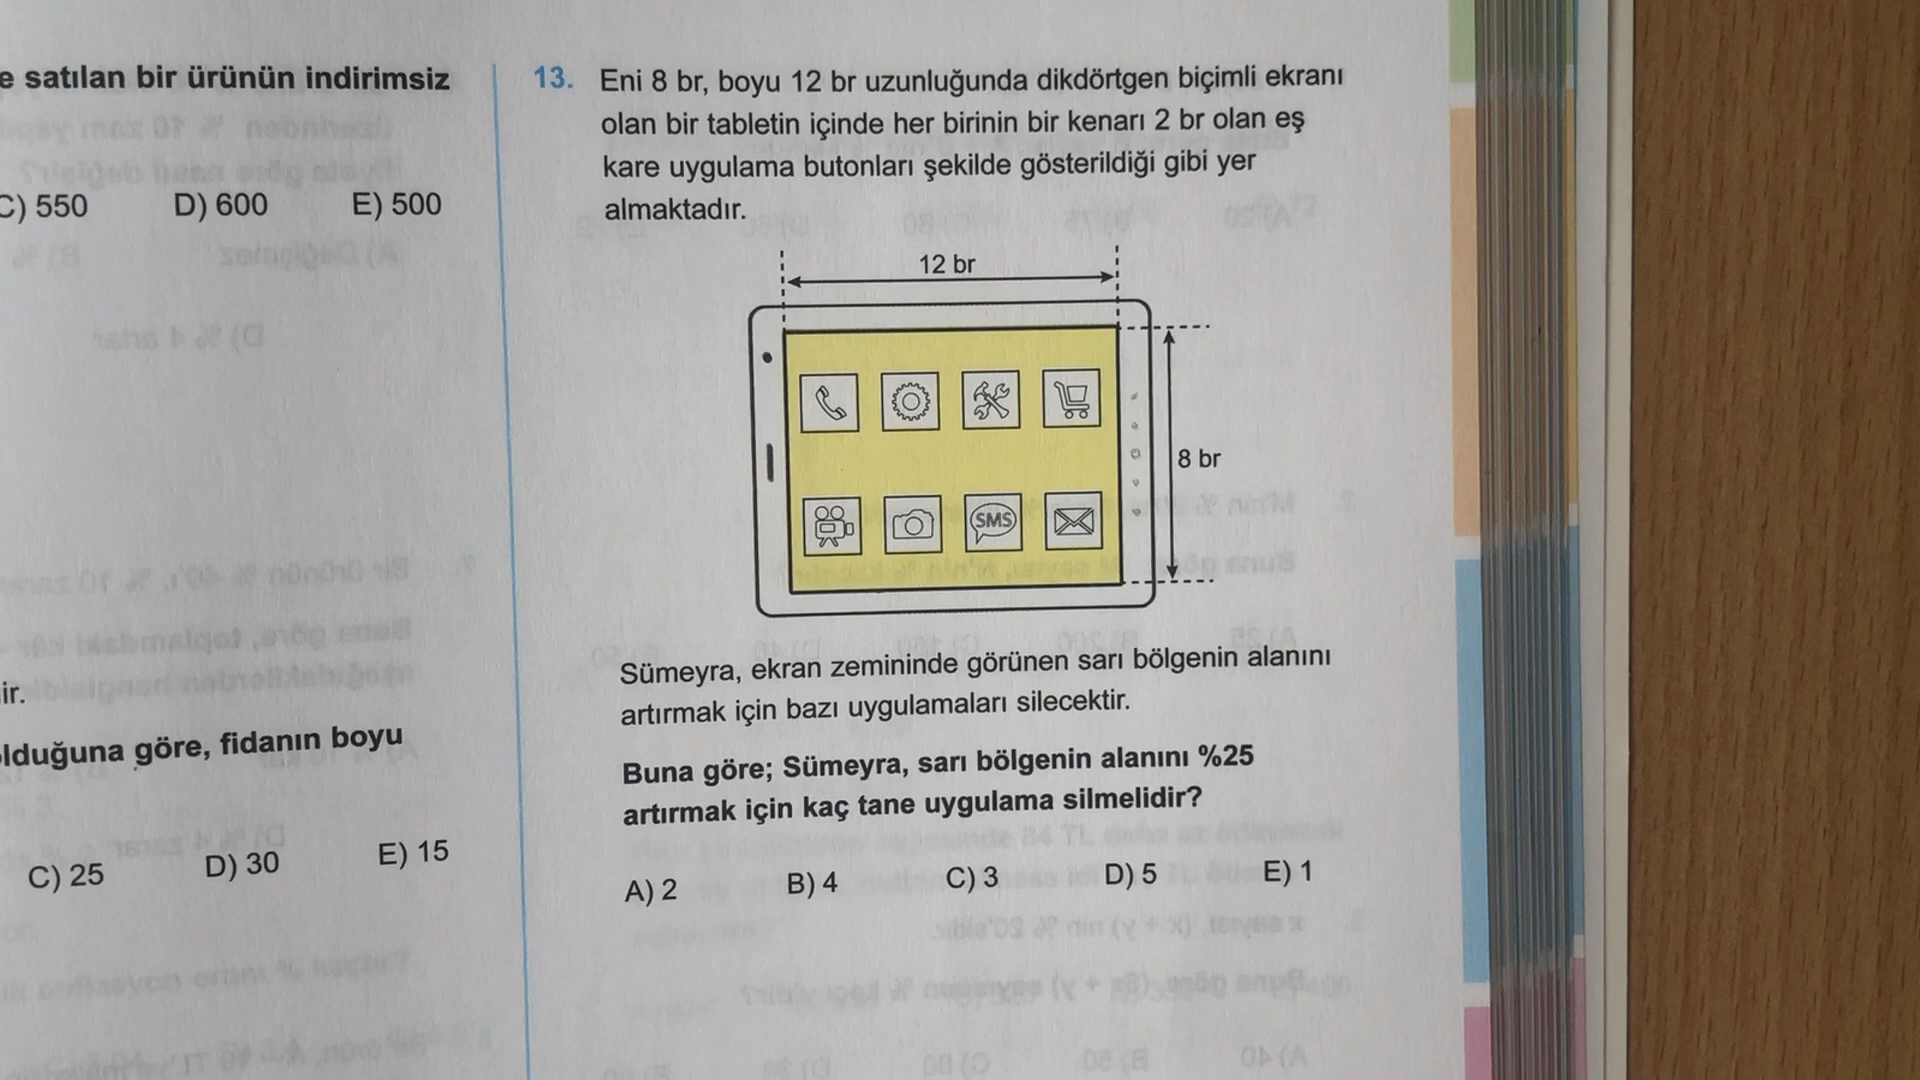 e satılan bir ürünün indirimsiz
C) 550 D) 600 E) 500
ir.
olduğuna göre, fidanın boyu
C) 25 D) 30 E) 15
13. Eni 8 br, boyu 12 br uzunluğunda dikdörtgen biçimli ekranı
olan bir tabletin içinde her birinin bir kenarı 2 br olan eş
kare uygulama butonları şekilde gösterildiği gibi yer
almaktadır.
12 br
8 br
SMS
Sümeyra, ekran zemininde görünen sarı bölgenin alanını
artırmak için bazı uygulamaları silecektir.
Buna göre; Sümeyra, sarı bölgenin alanını %25
artırmak için kaç tane uygulama silmelidir?
A) 2 B) 4 C) 3 D) 5 E) 1